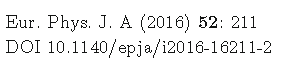 Eur. Phys. J. A (2016) 52: 211
DOI 10.1140/epja/i2016-16211-2